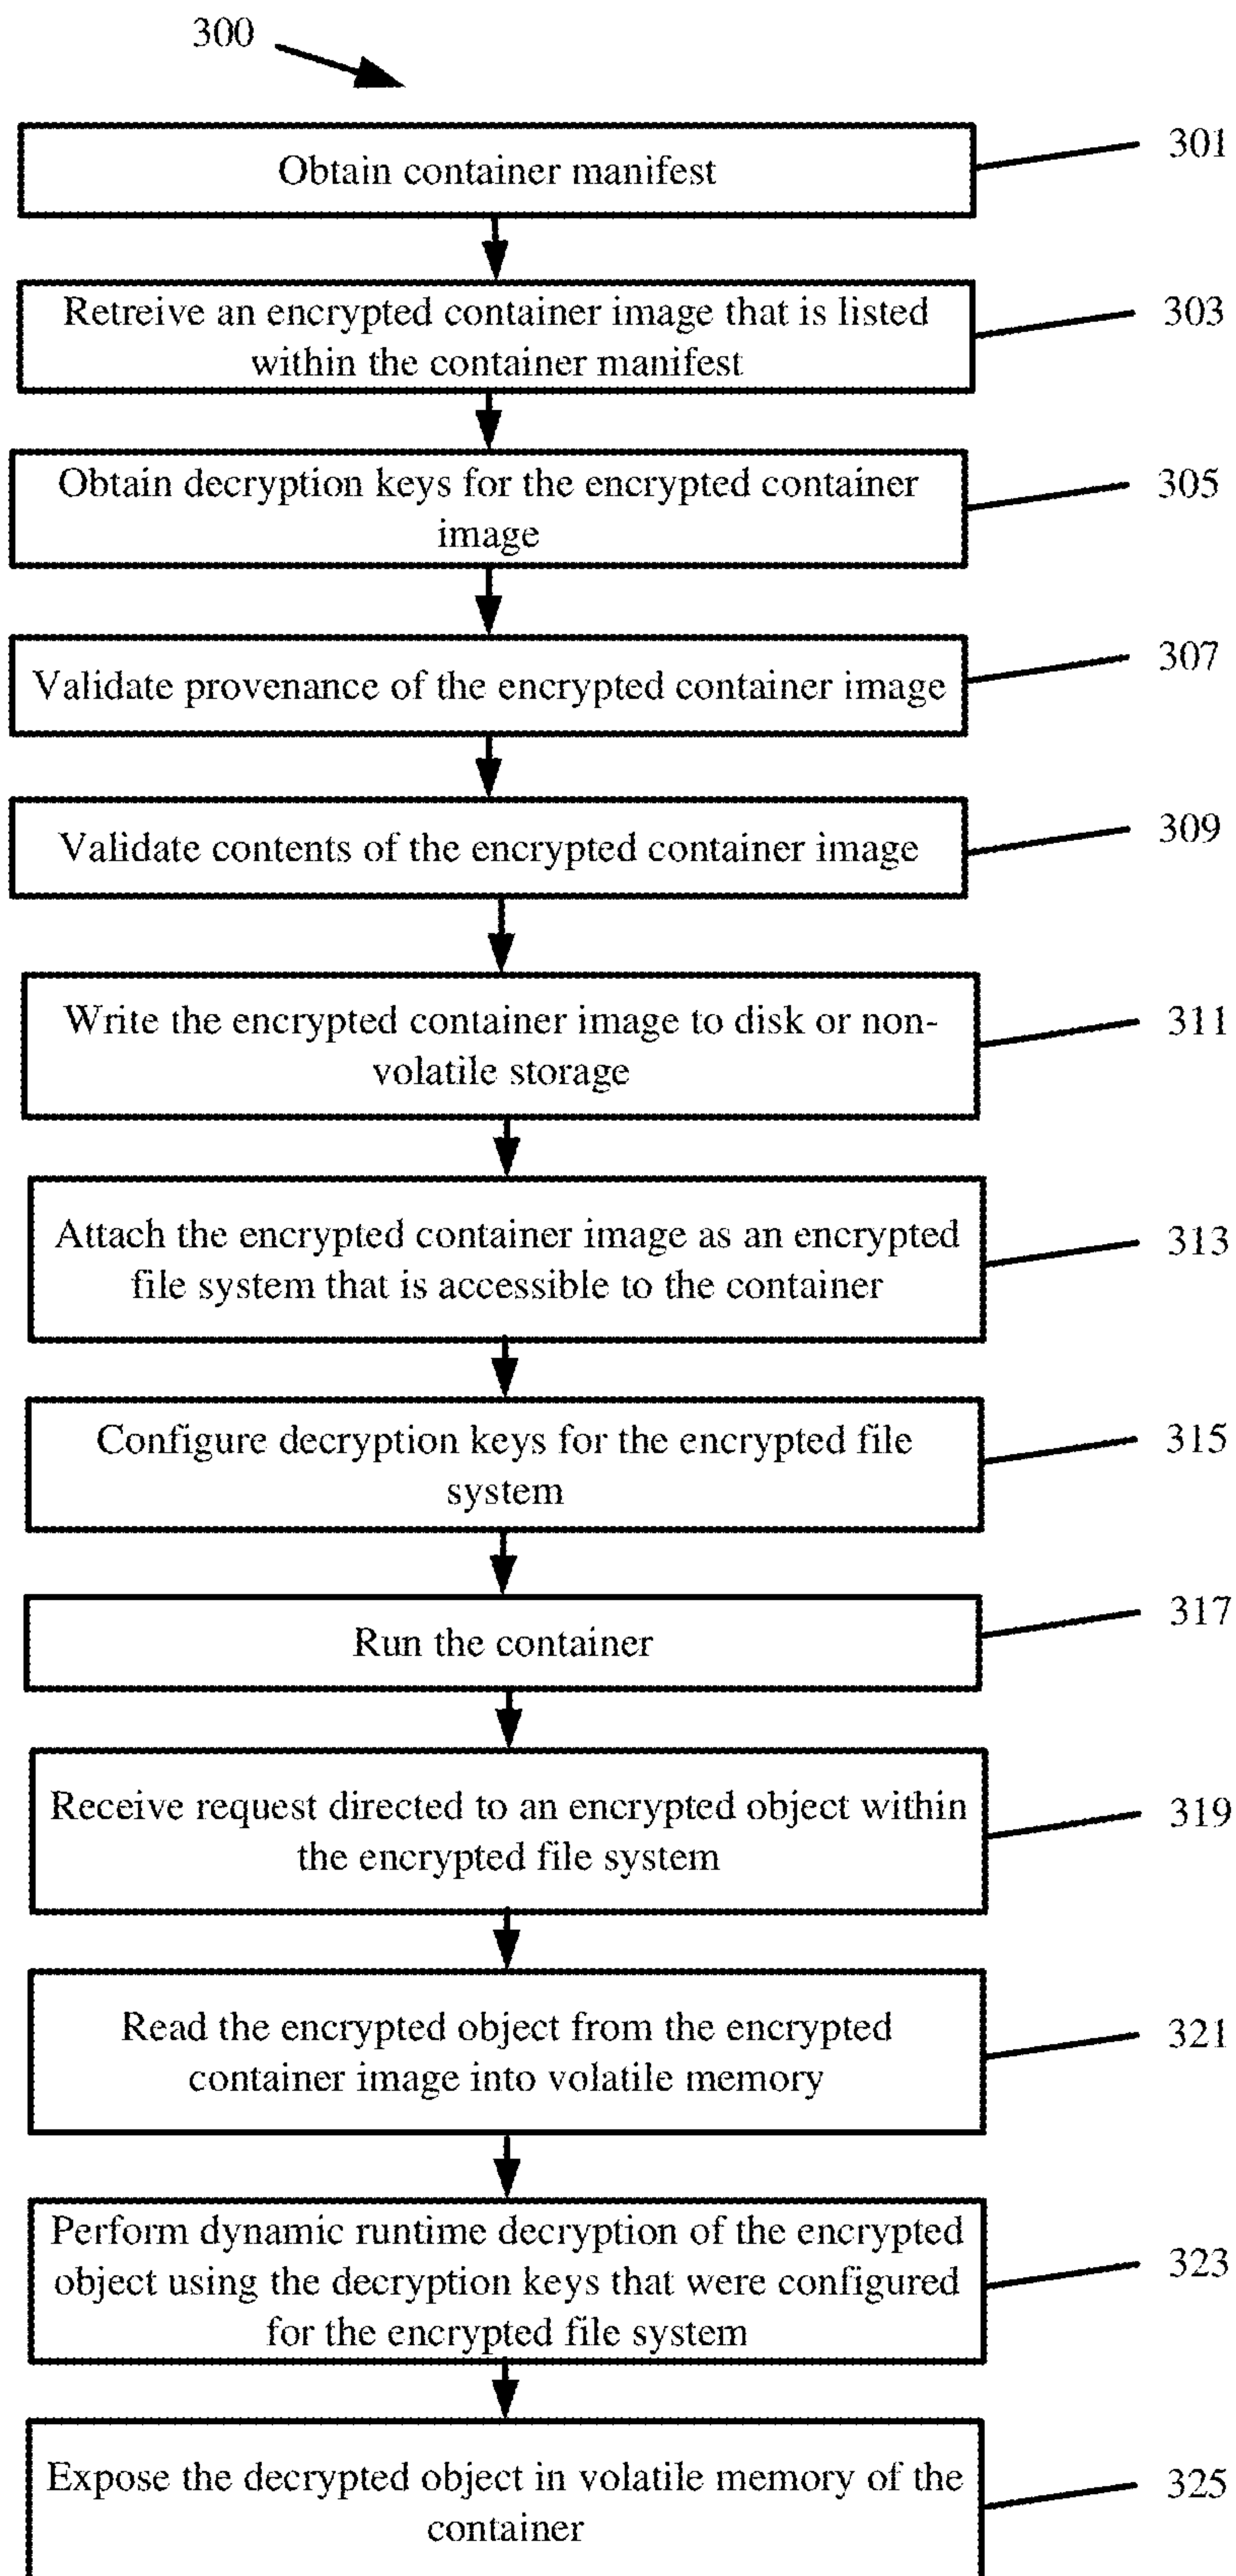 300
Obtain container manifest
301
Retreive an encrypted container image that is listed
within the container manifest
303
Obtain decryption keys for the encrypted container
image
305
Validate provenance of the encrypted container image
307
Validate contents of the encrypted container image
309
Write the encrypted container image to disk or non-
volatile storage
311
Attach the encrypted container image as an encrypted
file system that is accessible to the container
313
Configure decryption keys for the encrypted file
system
315
Run the container
317
Receive request directed to an encrypted object within
the encrypted file system
319
Read the encrypted object from the encrypted
container image into volatile memory
321
Perform dynamic runtime decryption of the encrypted
object using the decryption keys that were configured
for the encrypted file system
323
Expose the decrypted object in volatile memory of the
container
325